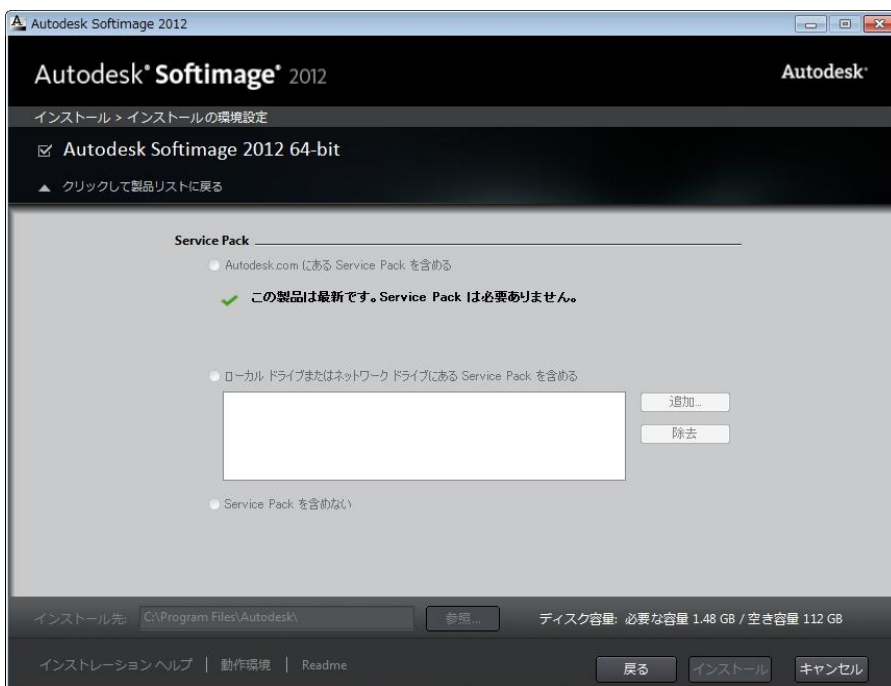 Autodesk Softimage 2012
Autodesk® Softimage® 2012
Autodesk®
インストール > インストールの環境設定
Autodesk Softimage 2012 64-bit
クリックして製品リストに戻る
Service Pack
Autodesk.com にある Service Pack を含める
この製品は最新です。Service Pack は必要ありません。
ローカル ドライブまたはネットワーク ドライブにある Service Pack を含める
追加...
除去
Service Pack を含めない
インストール先: C:\Program Files\Autodesk\ 参照... ディスク容量: 必要な容量 1.48 GB / 空き容量 112 GB
インストレーション ヘルプ | 動作環境 | Readme 戻る インストール キャンセル